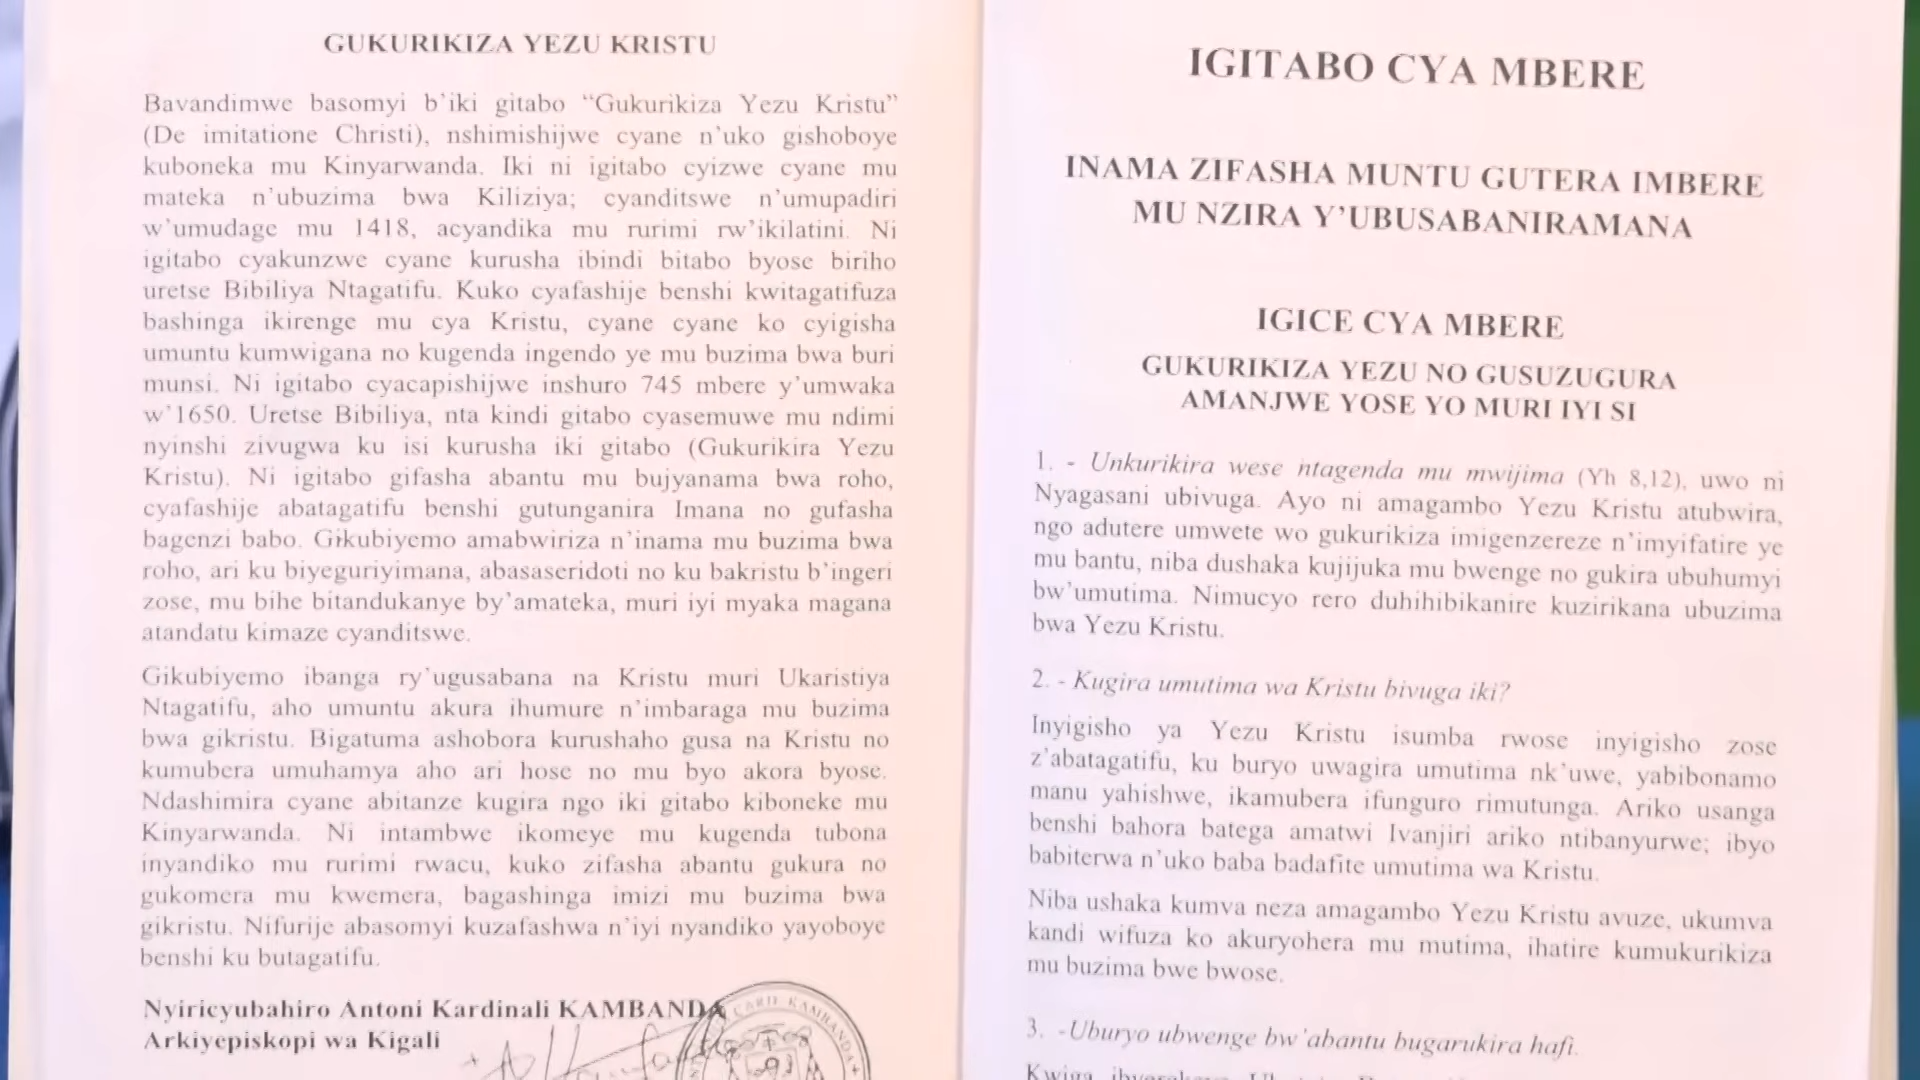 GUKURIKIZA YEZU KRISTU
Bavandimwe basomyi b'iki gitabo “Gukurikiza Yezu Kristu”
(De imitatione Christi), nshimishijwe cyane n'uko gishoboye
kuboneka mu Kinyarwanda. Iki ni igitabo cyizwe cyane mu
mateka n'ubuzima bwa Kiliziya; cyanditswe n'umupadiri
w'umudage mu 1418, acyandika mu rurimi rw'ikilatini. Ni
igitabo cyakunzwe cyane kurusha ibindi bitabo byose biriho
uretse Bibiliya Ntagatifu. Kuko cyafashije benshi kwitagatifuza
bashinga ikirenge mu cya Kristu, cyane cyane ko cyigisha
umuntu kumwigana no kugenda ingendo ye mu buzima bwa buri
munsi. Ni igitabo cyacapishijwe inshuro 745 mbere y'umwaka
w'1650. Uretse Bibiliya, nta kindi gitabo cyasemuwe mu ndimi
nyinshi zivugwa ku isi kurusha iki gitabo (Gukurikira Yezu
Kristu). Ni igitabo gifasha abantu mu bujyanama bwa roho,
cyafashije abatagatifu benshi gutunganira Imana no gufasha
bagenzi babo. Gikubiyemo amabwiriza n'inama mu buzima bwa
roho, ari ku biyeguriyimana, abasaseridoti no ku bakristu b'ingeri
zose, mu bihe bitandukanye by'amateka, muri iyi myaka magana
atandatu kimaze cyanditswe.
Gikubiyemo ibanga ry'ugusabana na Kristu muri Ukaristiya
Ntagatifu, aho umuntu akura ihumure n'imbaraga mu buzima
bwa gikristu. Bigatuma ashobora kurushaho gusa na Kristu no
kumubera umuhamya aho ari hose no mu byo akora byose.
Ndashimira cyane abitanze kugira ngo iki gitabo kiboneke mu
Kinyarwanda. Ni intambwe ikomeye mu kugenda tubona
inyandiko mu rurimi rwacu, kuko zifasha abantu gukura no
gukomera mu kwemera, bagashinga imizi mu buzima bwa
gikristu. Nifurije abasomyi kuzafashwa n'iyi nyandiko yayoboye
benshi ku butagatifu.
Nyiricyubahiro Antoni Kardinali KAMBANDA
Arkiyepiskopi wa Kigali
CARD. KAMBANDA
IGITABO CYA MBERE
INAMA ZIFASHA MUNTU GUTERA IMBERE
MU NZIRA Y'UBUSABANIRAMANA
IGICE CYA MBERE
GUKURIKIZA YEZU NO GUSUZUGURA
AMANJWE YOSE YO MURI IYI SI
1. - Unkurikira wese ntagenda mu mwijima (Yh 8,12), uwo ni
Nyagasani ubivuga. Ayo ni amagambo Yezu Kristu atubwira,
ngo adutere umwete wo gukurikiza imigenzereze n'imyifatire ye
mu bantu, niba dushaka kujijuka mu bwenge no gukira ubuhumyi
bw'umutima. Nimucyo rero duhihibikanire kuzirikana ubuzima
bwa Yezu Kristu.
2. - Kugira umutima wa Kristu bivuga iki?
Inyigisho ya Yezu Kristu isumba rwose inyigisho zose
z'abatagatifu, ku buryo uwagira umutima nk'uwe, yabibonamo
manu yahishwe, ikamubera ifunguro rimutunga. Ariko usanga
benshi bahora batega amatwi Ivanjiri ariko ntibanyurwe; ibyo
babiterwa n'uko baba badafite umutima wa Kristu.
Niba ushaka kumva neza amagambo Yezu Kristu avuze, ukumva
kandi wifuza ko akuryohera mu mutima, ihatire kumukurikiza
mu buzima bwe bwose.
3. -Uburyo ubwenge bw'abantu bugarukira hafi.
Kwiga